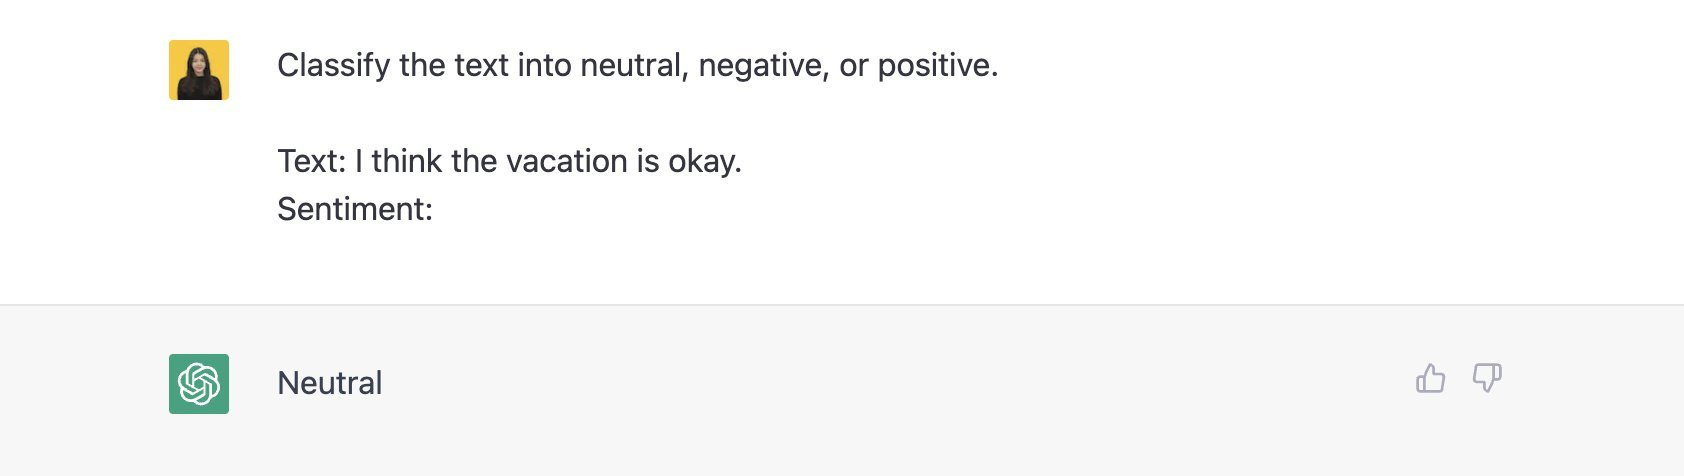 Classify the text into neutral, negative, or positive.
Text: I think the vacation is okay.
Sentiment:
Neutral